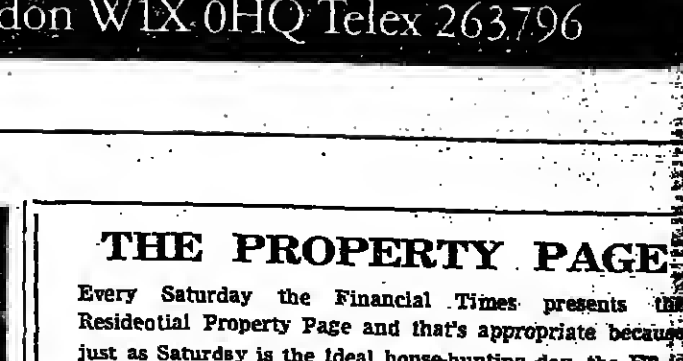 don W1X 0HQ Telex 263796
THE PROPERTY PAGE
Every Saturday the Financial Times presents the
Residential Property Page and that's appropriate because
just as Saturday is the ideal house-hunting day, the